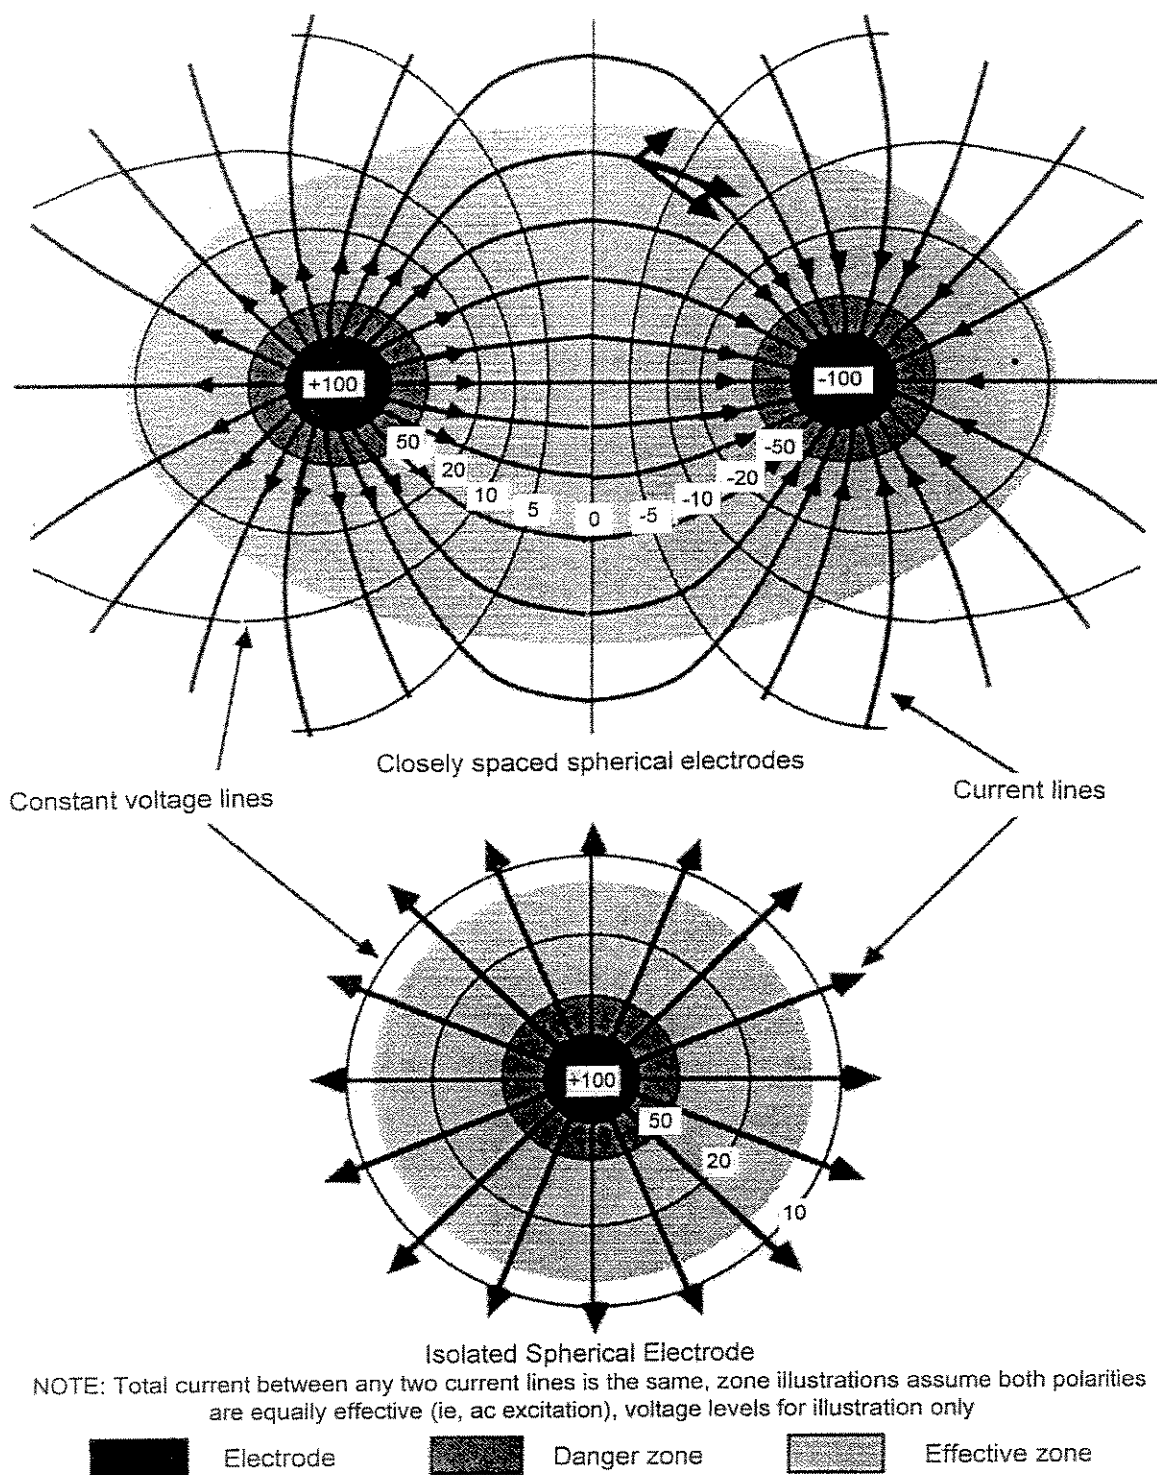 +100
-100
50
-50
20
-20
10
-10
5
0
-5
Closely spaced spherical electrodes
Constant voltage lines
Current lines
+100
50
20
10
Isolated Spherical Electrode
NOTE: Total current between any two current lines is the same, zone illustrations assume both polarities
are equally effective (ie, ac excitation), voltage levels for illustration only
Electrode
Danger zone
Effective zone